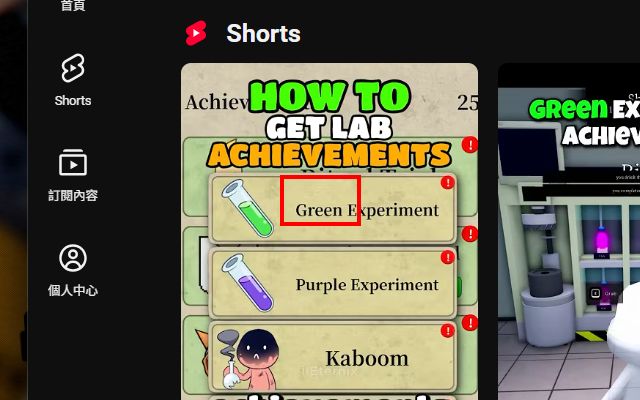 首頁
Shorts
Shorts
訂閱內容
個人中心
HOW TO
GET LAB
ACHIEVEMENTS
Achiev
25
Green Experiment
Purple Experiment
Kaboom
GREEN EX
ACHIEV